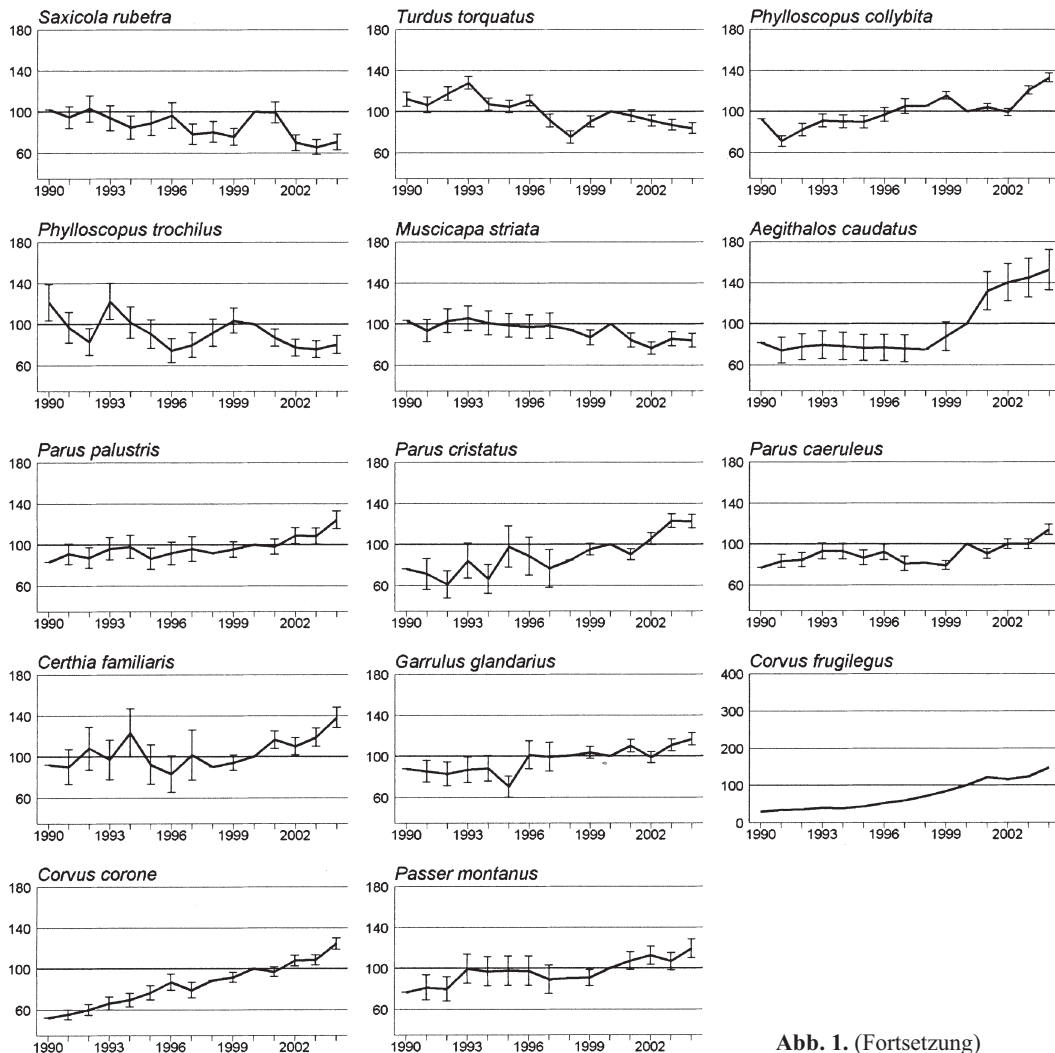 Saxicola rubetra Turdus torquatus Phylloscopus collybita
180 180 180
140 140 140
100 100 100
60 60 60
1990 1993 1996 1999 2002 1990 1993 1996 1999 2002 1990 1993 1996 1999 2002
Phylloscopus trochilus Muscicapa striata Aegithalos caudatus
180 180 180
140 140 140
100 100 100
60 60 60
1990 1993 1996 1999 2002 1990 1993 1996 1999 2002 1990 1993 1996 1999 2002
Parus palustris Parus cristatus Parus caeruleus
180 180 180
140 140 140
100 100 100
60 60 60
1990 1993 1996 1999 2002 1990 1993 1996 1999 2002 1990 1993 1996 1999 2002
Certhia familiaris Garrulus glandarius Corvus frugilegus
180 180 400
140 140 300
100 100 200
60 60 100
0
1990 1993 1996 1999 2002 1990 1993 1996 1999 2002 1990 1993 1996 1999 2002
Corvus corone Passer montanus
180 180
140 140
100 100
60 60
1990 1993 1996 1999 2002 1990 1993 1996 1999 2002
Abb. 1. (Fortsetzung)